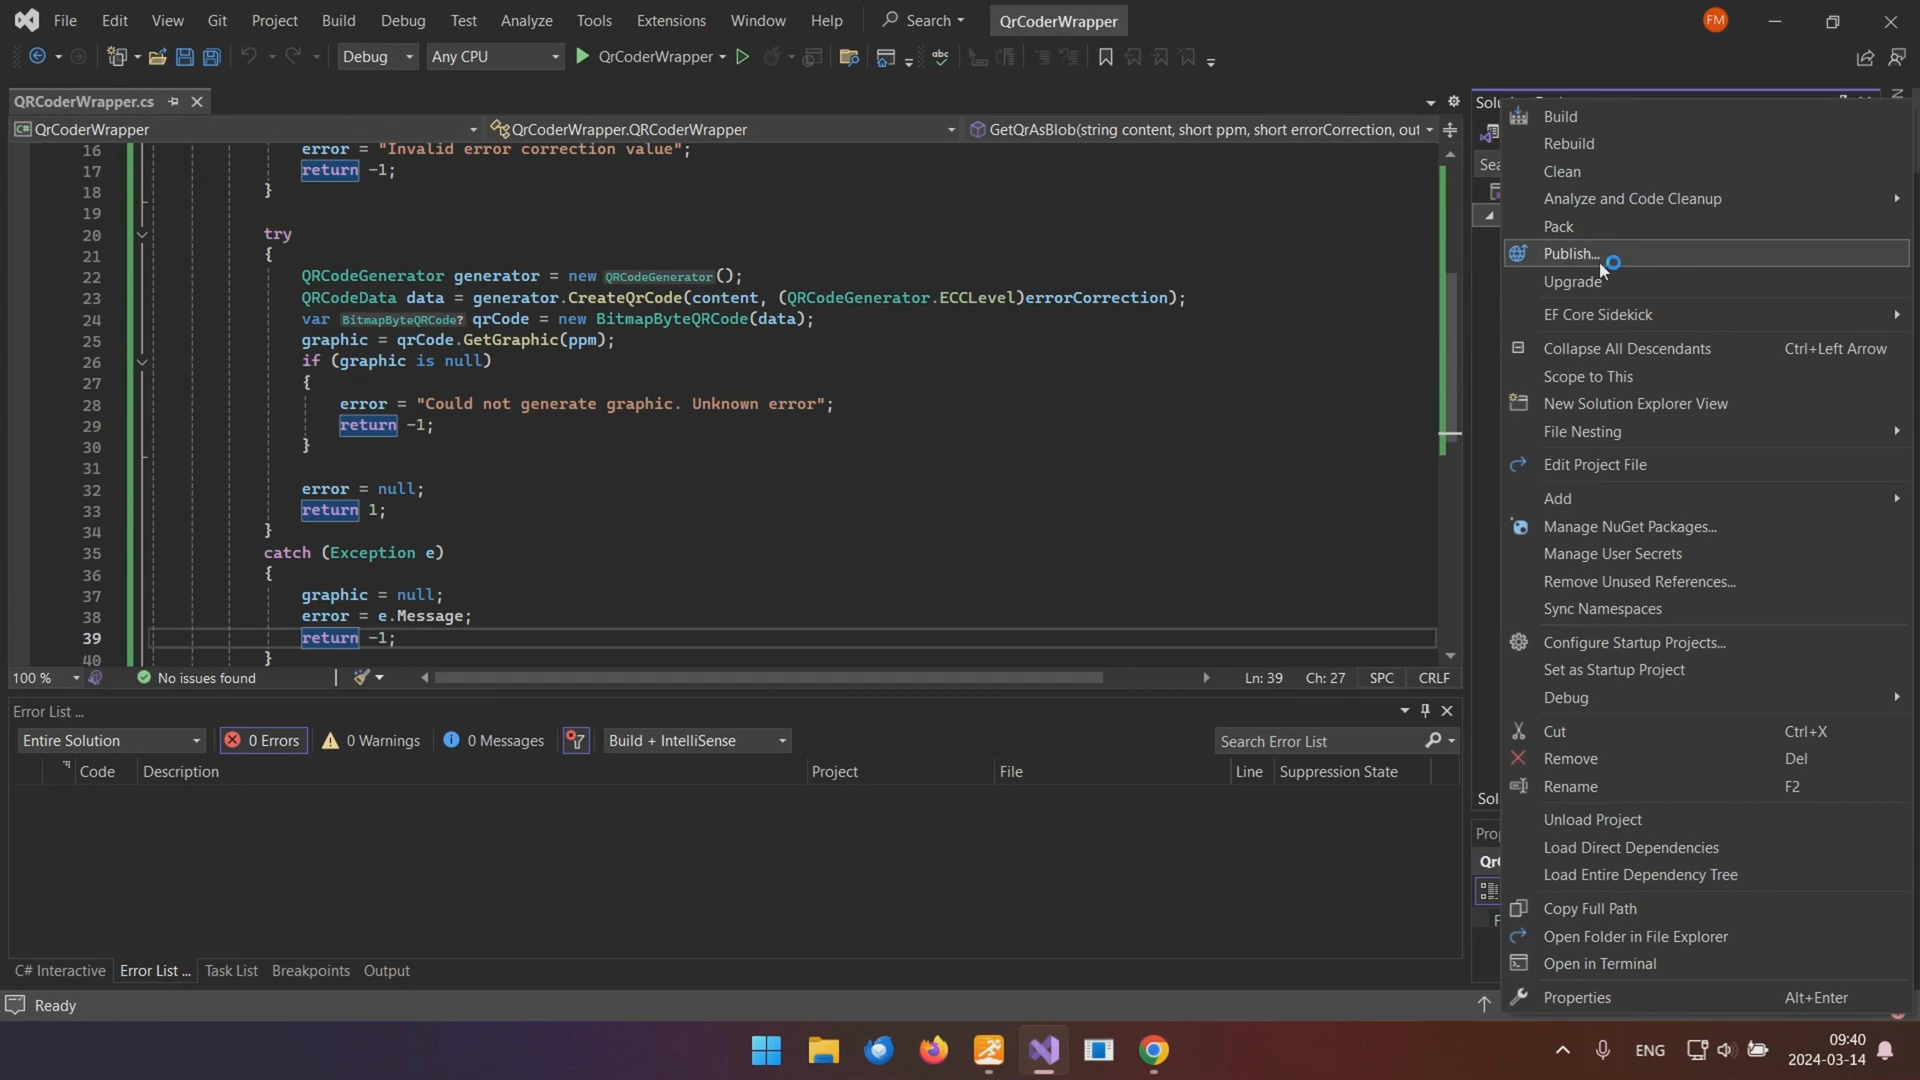 File Edit View Git Project Build Debug Test Analyze Tools Extensions Window Help Search QrCoderWrapper FM
Debug Any CPU QrCoderWrapper
QRCoderWrapper.cs
C# QrCoderWrapper QrCoderWrapper.QRCoderWrapper GetQrAsBlob(string content, short ppm, short errorCorrection, out
16 error = "Invalid error correction value";
17 return -1;
18 }
19
20 try
21 {
22 QRCodeGenerator generator = new QRCodeGenerator();
23 QRCodeData data = generator.CreateQrCode(content, (QRCodeGenerator.ECCLevel)errorCorrection);
24 var BitmapByteQRCode? qrCode = new BitmapByteQRCode(data);
25 graphic = qrCode.GetGraphic(ppm);
26 if (graphic is null)
27 {
28 error = "Could not generate graphic. Unknown error";
29 return -1;
30 }
31
32 error = null;
33 return 1;
34 }
35 catch (Exception e)
36 {
37 graphic = null;
38 error = e.Message;
39 return -1;
40 }
100 % No issues found Ln: 39 Ch: 27 SPC CRLF
Error List ...
Entire Solution 0 Errors 0 Warnings 0 Messages Build + IntelliSense Search Error List
Code Description Project File Line Suppression State
C# Interactive Error List ... Task List Breakpoints Output
Ready
Build
Rebuild
Clean
Analyze and Code Cleanup
Pack
Publish...
Upgrade
EF Core Sidekick
Collapse All Descendants Ctrl+Left Arrow
Scope to This
New Solution Explorer View
File Nesting
Edit Project File
Add
Manage NuGet Packages...
Manage User Secrets
Remove Unused References...
Sync Namespaces
Configure Startup Projects...
Set as Startup Project
Debug
Cut Ctrl+X
Remove Del
Rename F2
Unload Project
Load Direct Dependencies
Load Entire Dependency Tree
Copy Full Path
Open Folder in File Explorer
Open in Terminal
Properties Alt+Enter
ENG 09:40
2024-03-14